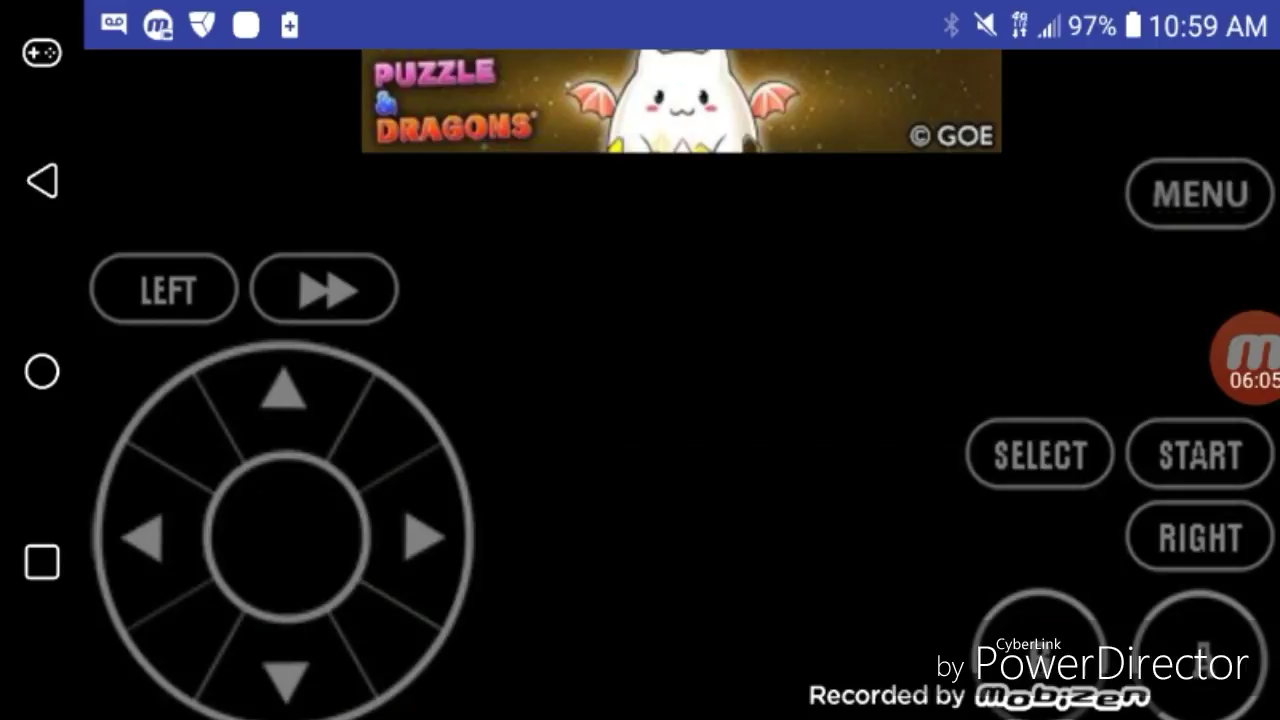 97% 10:59 AM
PUZZLE
&
DRAGONS
© GOE
MENU
LEFT
06:05
SELECT START
RIGHT
CyberLink
by PowerDirector
Recorded by mobizen